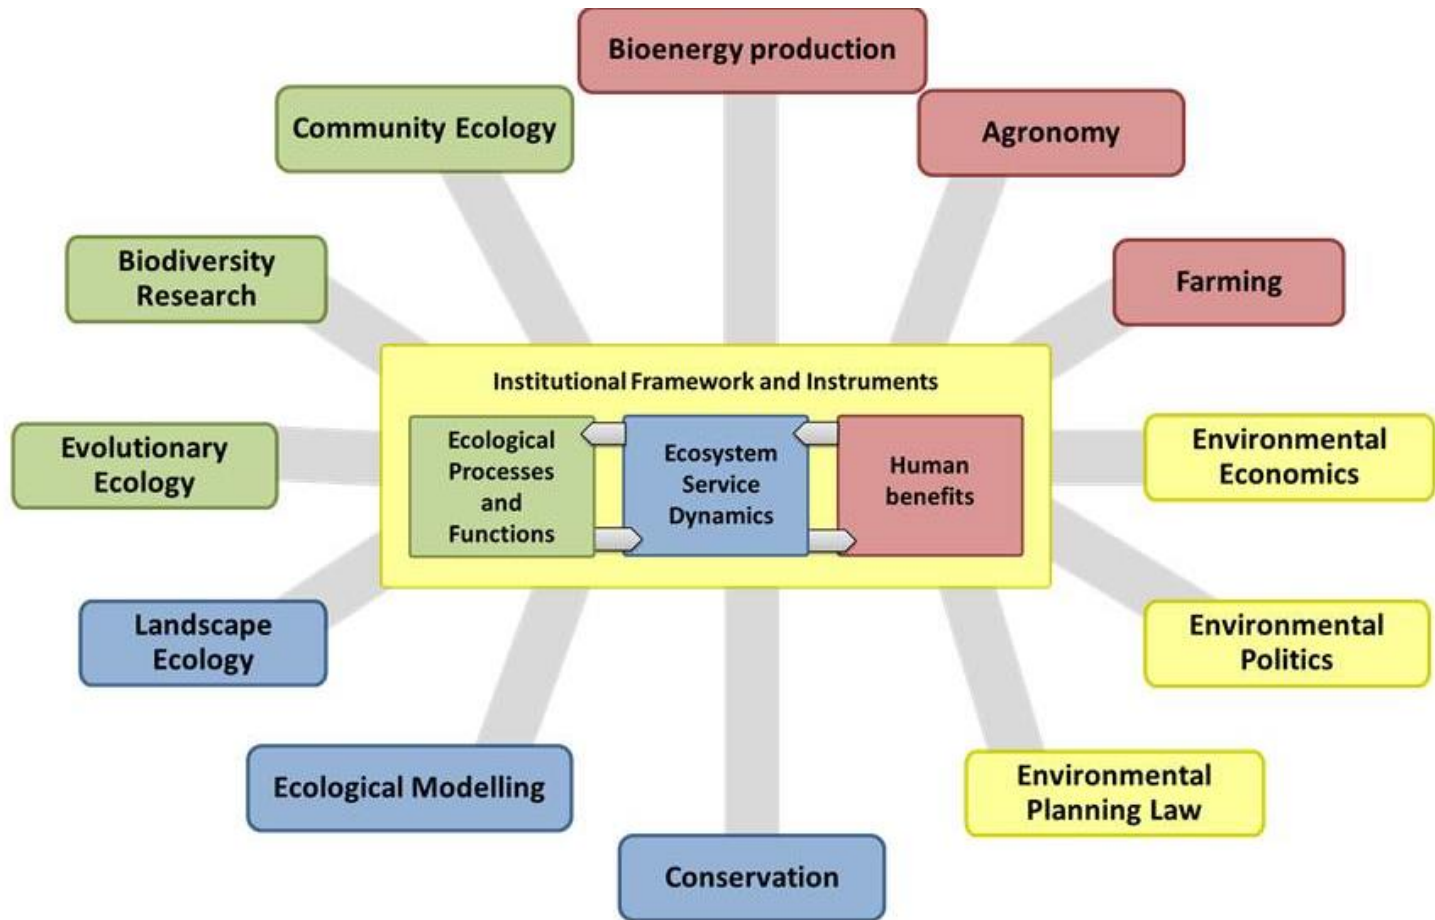 Bioenergy production
Community Ecology
Agronomy
Biodiversity
Research
Farming
Institutional Framework and Instruments
Evolutionary
Ecology
Ecological
Processes
and
Functions
Ecosystem
Service
Dynamics
Human
benefits
Environmental
Economics
Landscape
Ecology
Environmental
Politics
Ecological Modelling
Environmental
Planning Law
Conservation